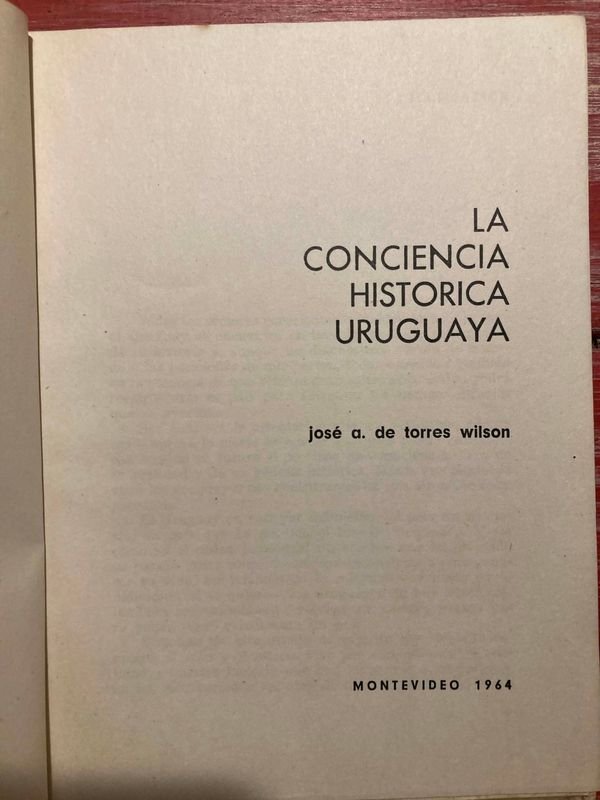 LA
CONCIENCIA
HISTORICA
URUGUAYA
josé a. de torres wilson
MONTEVIDEO 1964